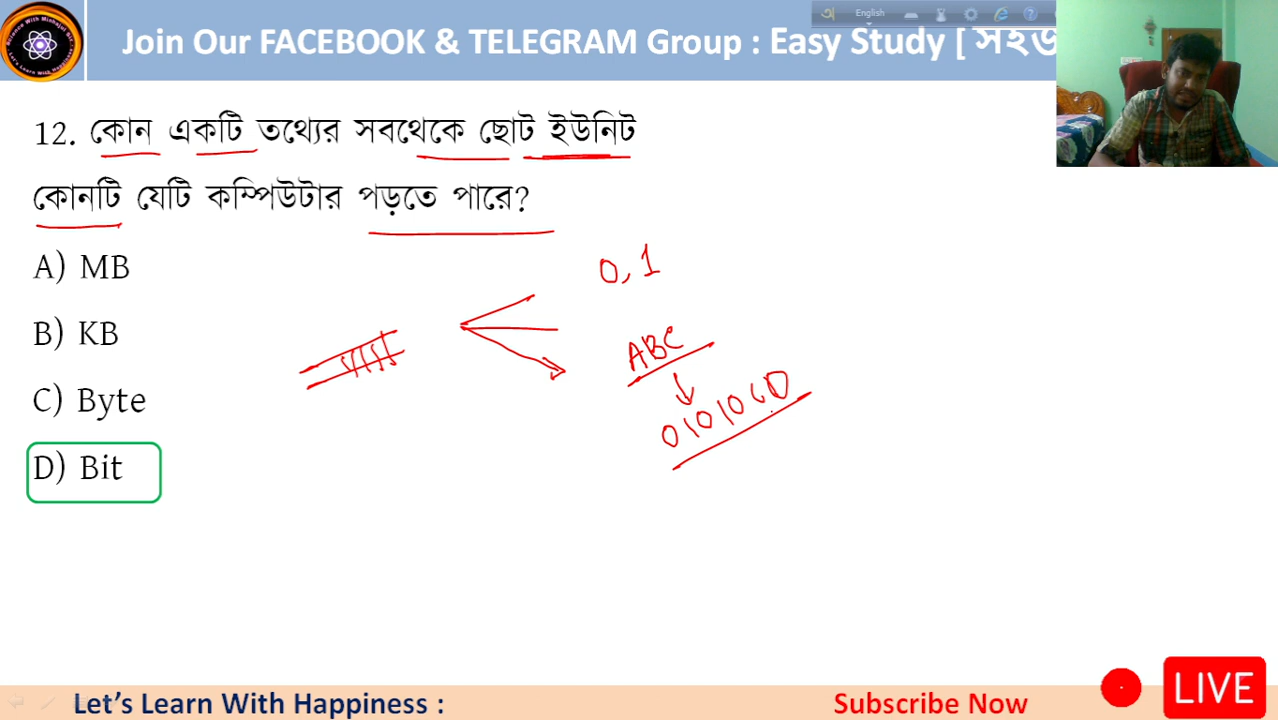 Join Our FACEBOOK & TELEGRAM Group : Easy Study [ সহজ
English
12. কোন একটি তথ্যের সবথেকে ছোট ইউনিট
কোনটি যেটি কম্পিউটার পড়তে পারে?
A) MB
B) KB
C) Byte
D) Bit
0, 1
ABC
Let's Learn With Happiness :
Subscribe Now
LIVE